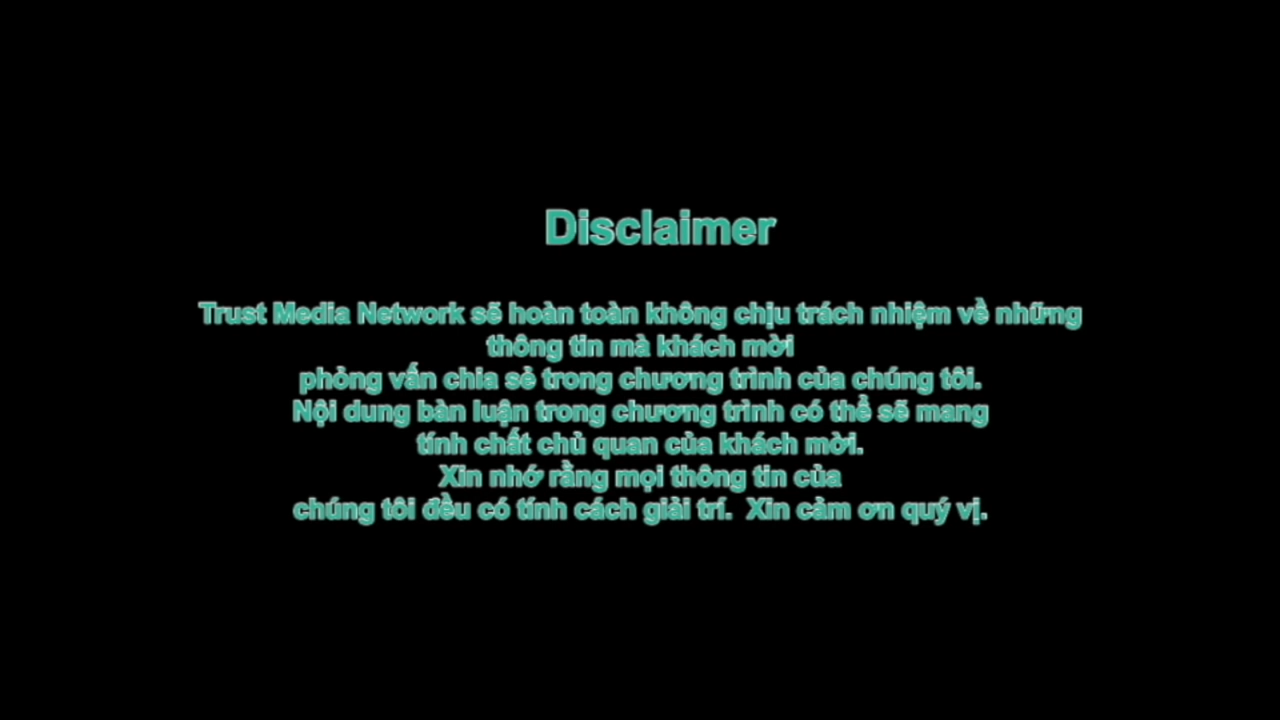 Disclaimer
Trust Media Network sẽ hoàn toàn không chịu trách nhiệm về những
thông tin mà khách mời
phỏng vấn chia sẻ trong chương trình của chúng tôi.
Nội dung bàn luận trong chương trình có thể sẽ mang
tính chất chủ quan của khách mời.
Xin nhớ rằng mọi thông tin của
chúng tôi đều có tính cách giải trí.  Xin cảm ơn quý vị.